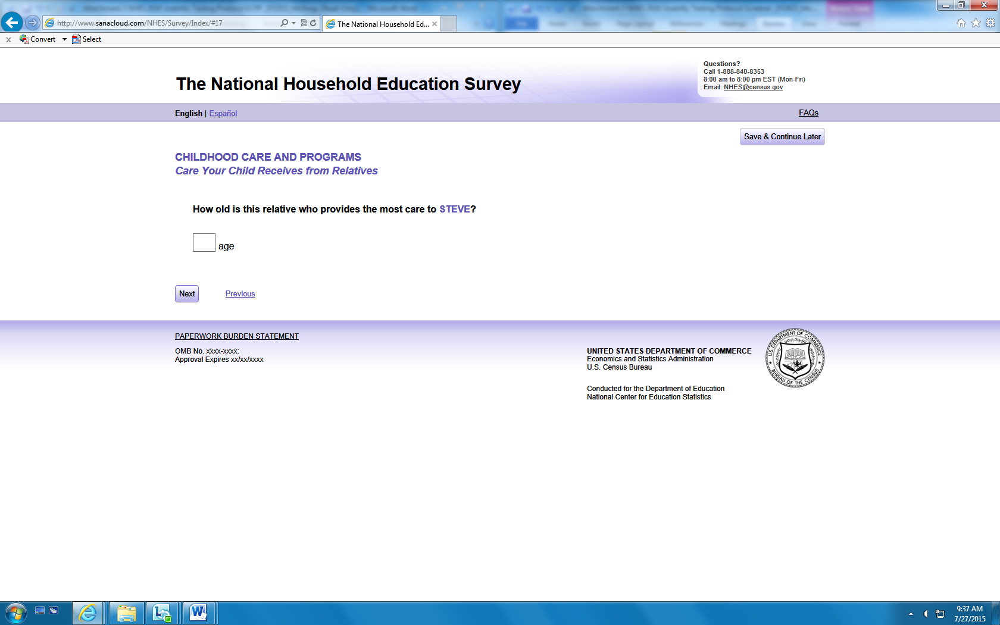 http://www.sanacloud.com/NHES/Survey/Index/#17
The National Household Ed...
Convert
Select
The National Household Education Survey
Questions?
Call 1-888-840-8353
8:00 am to 8:00 pm EST (Mon-Fri)
Email: NHES@census.gov
English | Español
FAQs
Save & Continue Later
CHILDHOOD CARE AND PROGRAMS
Care Your Child Receives from Relatives
How old is this relative who provides the most care to STEVE?
age
Next
Previous
PAPERWORK BURDEN STATEMENT
OMB No. xxxx-xxxx:
Approval Expires xx/xx/xxxx
UNITED STATES DEPARTMENT OF COMMERCE
Economics and Statistics Administration
U.S. Census Bureau
Conducted for the Department of Education
National Center for Education Statistics
U.S. DEPARTMENT OF COMMERCE
BUREAU OF THE CENSUS
9:37 AM
7/27/2015